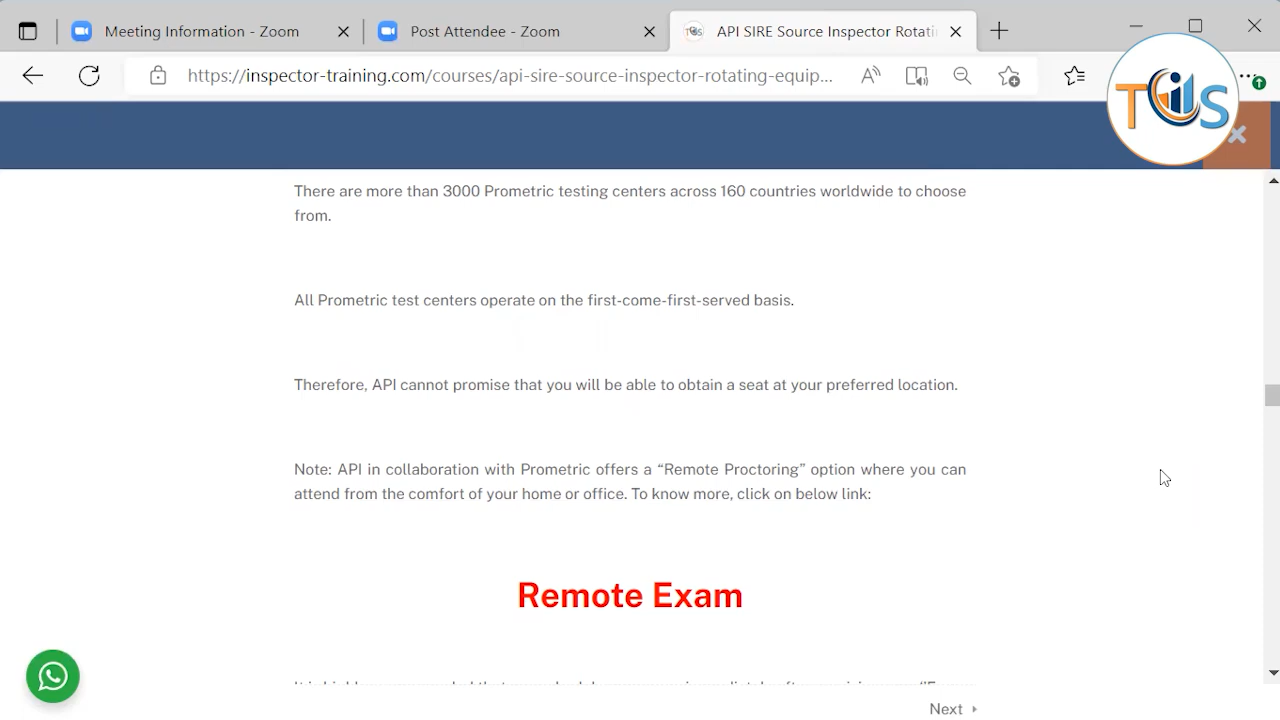 Meeting Information - Zoom
Post Attendee - Zoom
API SIRE Source Inspector Rotati
https://inspector-training.com/courses/api-sire-source-inspector-rotating-equip...
TIS
There are more than 3000 Prometric testing centers across 160 countries worldwide to choose
from.
All Prometric test centers operate on the first-come-first-served basis.
Therefore, API cannot promise that you will be able to obtain a seat at your preferred location.
Note: API in collaboration with Prometric offers a “Remote Proctoring” option where you can
attend from the comfort of your home or office. To know more, click on below link:
Remote Exam
Next